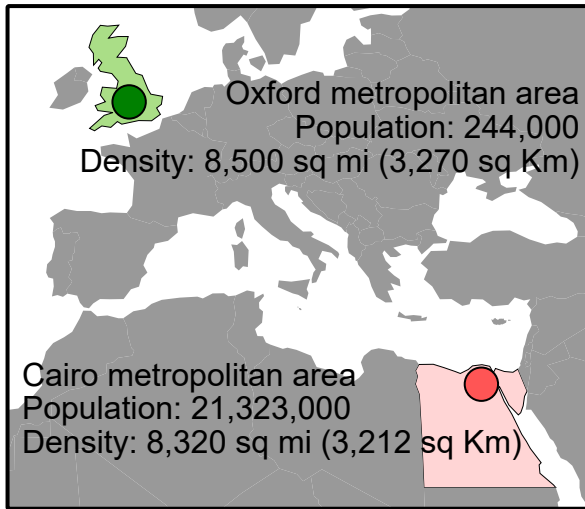 Oxford metropolitan area
Population: 244,000
Density: 8,500 sq mi (3,270 sq Km)
Cairo metropolitan area
Population: 21,323,000
Density: 8,320 sq mi (3,212 sq Km)